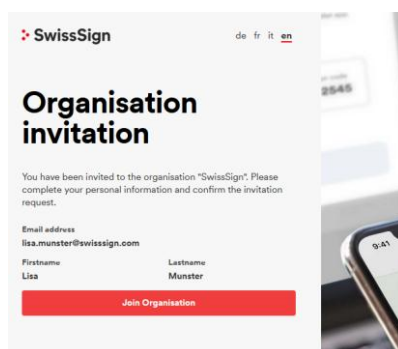 SwissSign
de fr it en
Organisation
invitation
You have been invited to the organisation "SwissSign". Please
complete your personal information and confirm the invitation
request.
Email address
lisa.munster@swisssign.com
Firstname Lastname
Lisa Munster
Join Organisation
2545
9:41